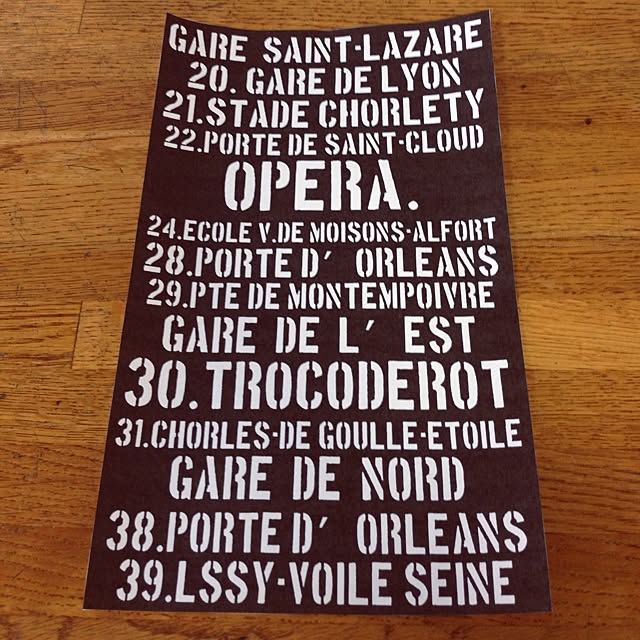 GARE SAINT-LAZARE
20. GARE DE LYON
21.STADE CHORLETY
22.PORTE DE SAINT-CLOUD
OPERA.
24.ECOLE V.DE MOISONS-ALFORT
28.PORTE D' ORLEANS
29.PTE DE MONTEMPOIVRE
GARE DE L' EST
30.TROCODEROT
31.CHORLES-DE GOULLE-ETOILE
GARE DE NORD
38.PORTE D' ORLEANS
39.LSSY-VOILE SEINE